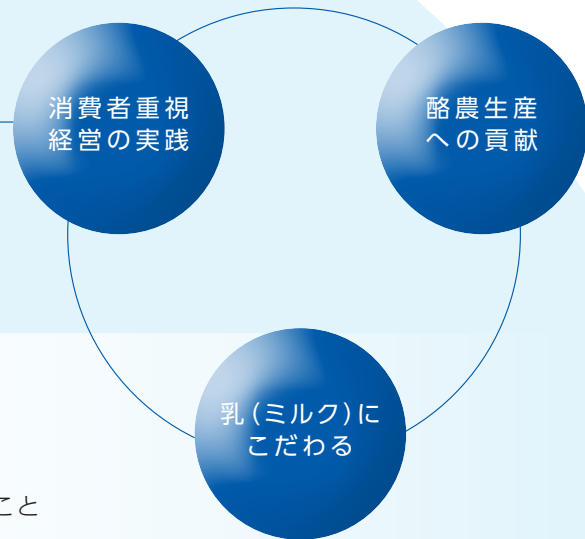 消費者重視
経営の実践
酪農生産
への貢献
乳（ミルク）に
こだわる
こと